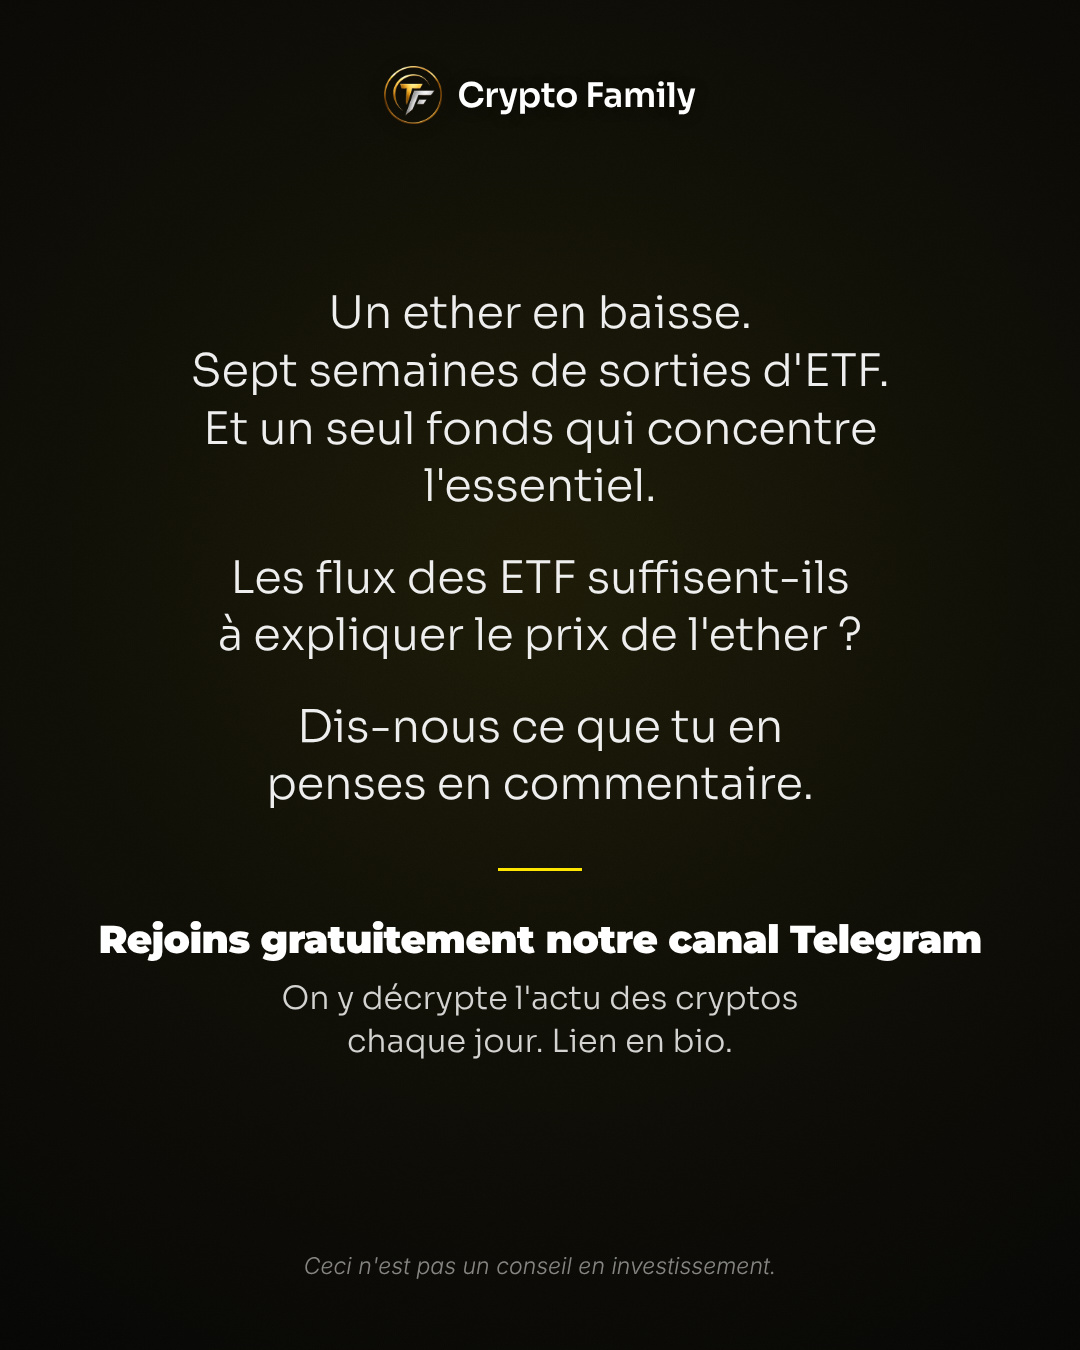 TF Crypto Family
Un ether en baisse.
Sept semaines de sorties d'ETF.
Et un seul fonds qui concentre
l'essentiel.
Les flux des ETF suffisent-ils
à expliquer le prix de l'ether ?
Dis-nous ce que tu en
penses en commentaire.
Rejoins gratuitement notre canal Telegram
On y décrypte l'actu des cryptos
chaque jour. Lien en bio.
Ceci n'est pas un conseil en investissement.